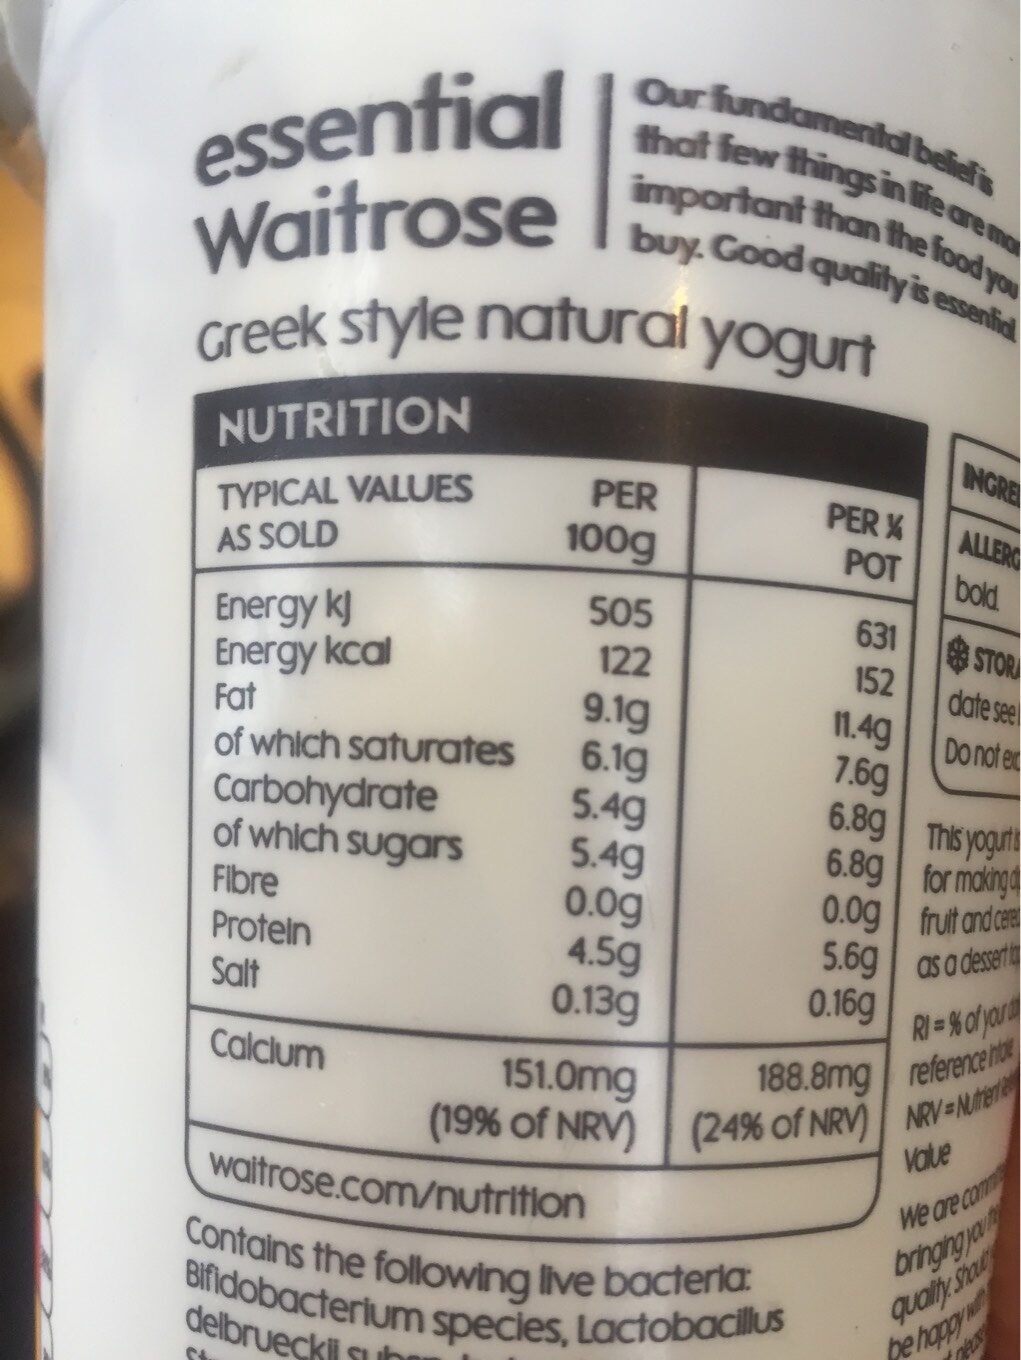 essential
Waitrose
Our fundamental belief is
that few things in life are
important than the food you
buy. Good quality is essential
Greek style natural yogurt
NUTRITION
TYPICAL VALUES AS SOLD PER 100g PER ¼ POT
Energy kJ 505 631
Energy kcal 122 152
Fat 9.1g 11.4g
of which saturates 6.1g 7.6g
Carbohydrate 5.4g 6.8g
of which sugars 5.4g 6.8g
Fibre 0.0g 0.0g
Protein 4.5g 5.6g
Salt 0.13g 0.16g
Calcium 151.0mg 188.8mg
(19% of NRV) (24% of NRV)
waitrose.com/nutrition
Contains the following live bacteria:
Bifidobacterium species, Lactobacillus
delbrueckii
bold.
date see
Do not
This yogurt is
for making
fruit and
as a dessert
RI = % of your
reference
NRV = Nutrient
Value
We are
bringing you
quality.
be happy with